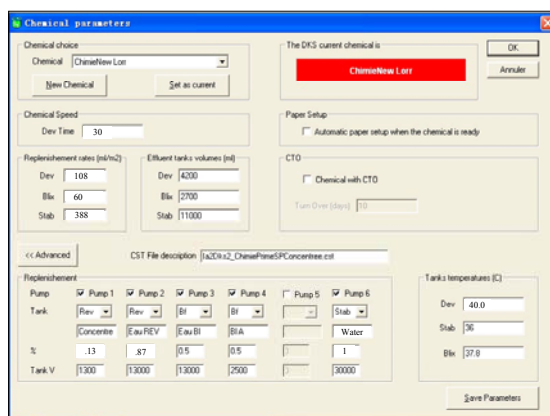 Chemical parameters
Chemical choice
Chemical ChimieNew Lorr
New Chemical Set as current
The DKS current chemical is
ChimieNew Lorr
OK
Annuler
Chemical Speed
Dev Time 30
Paper Setup
Automatic paper setup when the chemical is ready
Replenishment rates (ml/m2)
Dev 108
Blix 60
Stab 388
Effluent tanks volumes (ml)
Dev 4200
Blix 2700
Stab 11000
CTO
Chemical with CTO
Turn Over (days) 10
<< Advanced
CST File description
Replenishment
Pump Pump 1 Pump 2 Pump 3 Pump 4 Pump 5 Pump 6
Tank Rev Rev Bf Bf Stab
Concentre Eau REV Eau BI BIA Water
% .13 .87 0.5 0.5 1
Tank V 1300 13000 13000 2500 30000
Tanks temperatures (C)
Dev 40.0
Stab 36
Blix 37.8
Save Parameters